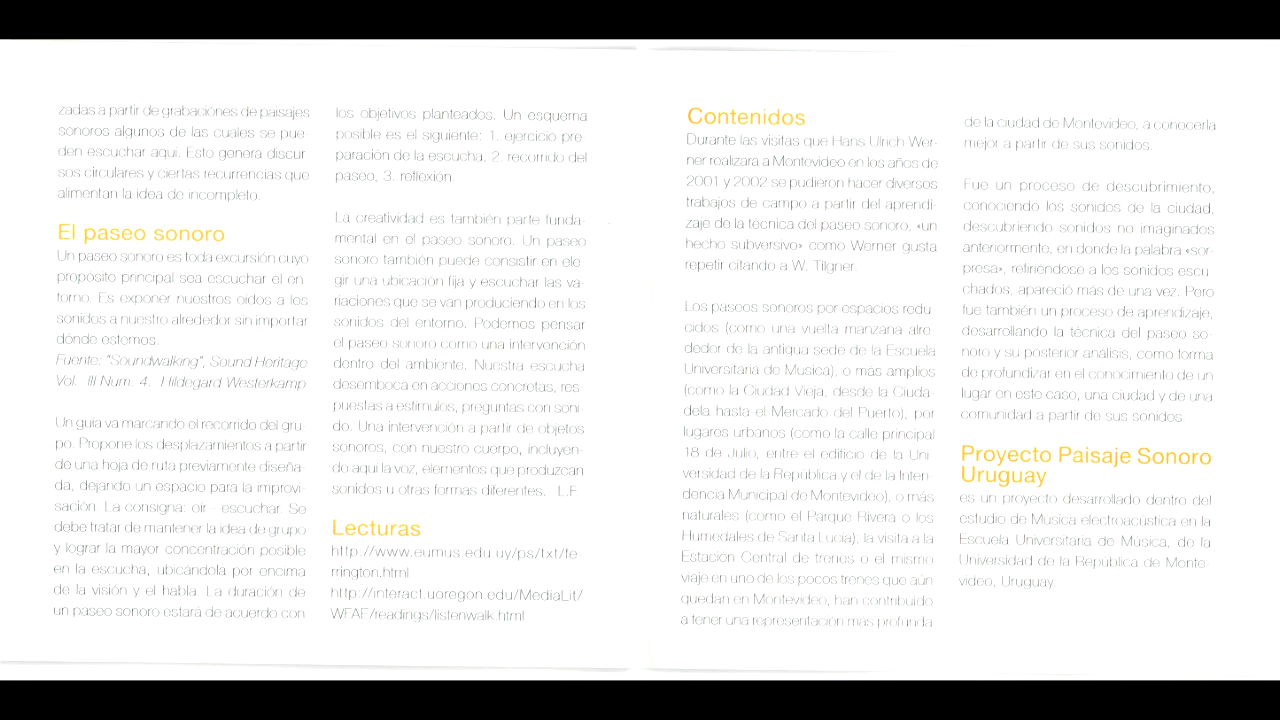 zadas a partir de grabaciónes de paisajes
sonoros algunos de las cuales se pue-
den escuchar aqui. Esto genera discur
sos circulares y ciertas recurrencias que
alimentan la idea de incompleto.
El paseo sonoro
Un paseo sonoro es toda excursión cuyo
propósito principal sea escuchar el en-
torno. Es exponer nuestros oídos a los
sonidos a nuestro alrededor sin importar
dónde estemos.
Fuente: "Soundwalking", Sound Heritage
Vol. III Num. 4. Hildegard Westerkamp
Un guía va marcando el recorrido del gru-
po. Propone los desplazamientos a partir
de una hoja de ruta previamente diseña-
da, dejando un espacio para la improvi-
sación. La consigna: oir - escuchar. Se
debe tratar de mantener la idea de grupo
y lograr la mayor concentración posible
en la escucha, ubicándola por encima
de la visión y el habla. La duración de
un paseo sonoro estará de acuerdo con
los objetivos planteados. Un esquema
posible es el siguiente: 1. ejercicio pre-
paración de la escucha, 2. recorrido del
paseo, 3. reflexión.
La creatividad es también parte funda-
mental en el paseo sonoro. Un paseo
sonoro también puede consistir en ele-
gir una ubicación fija y escuchar las va-
riaciones que se van produciendo en los
sonidos del entorno. Podemos pensar
el paseo sonoro como una intervención
dentro del ambiente. Nuestra escucha
desemboca en acciones concretas, res-
puestas a estímulos, preguntas con soni-
do. Una intervención a partir de objetos
sonoros, con nuestro cuerpo, incluyen-
do aquí la voz, elementos que produzcan
sonidos u otras formas diferentes. L.F
Lecturas
http://www.eumus.edu.uy/ps/txt/fe-
rrington.html
http://interact.uoregon.edu/MediaLit/
WFAF/readings/listenwalk.html
Contenidos
Durante las visitas que Hans Ulrich Wer-
ner realizara a Montevideo en los años de
2001 y 2002 se pudieron hacer diversos
trabajos de campo a partir del aprendi-
zaje de la técnica del paseo sonoro, «un
hecho subversivo» como Werner gusta
repetir citando a W. Tilgner.
Los paseos sonoros por espacios redu
cidos (como una vuelta manzana alre-
dedor de la antigua sede de la Escuela
Universitaria de Música), o más amplios
(como la Ciudad Vieja, desde la Ciuda-
dela hasta el Mercado del Puerto), por
lugares urbanos (como la calle principal
18 de Julio, entre el edificio de la Uni-
versidad de la República y el de la Inten-
dencia Municipal de Montevideo), o más
naturales (como el Parque Rivera o los
Humedales de Santa Lucía), la visita a la
Estación Central de trenes o el mismo
viaje en uno de los pocos trenes que aún
quedan en Montevideo, han contribuido
a tener una representación más profunda
de la ciudad de Montevideo, a conocerla
mejor a partir de sus sonidos.
Fue un proceso de descubrimiento,
conociendo los sonidos de la ciudad,
descubriendo sonidos no imaginados
anteriormente, en donde la palabra «sor-
presa», refiriéndose a los sonidos escu
chados, apareció más de una vez. Pero
fue también un proceso de aprendizaje,
desarrollando la técnica del paseo so-
noro y su posterior análisis, como forma
de profundizar en el conocimiento de un
lugar en este caso, una ciudad y de una
comunidad a partir de sus sonidos.
Proyecto Paisaje Sonoro
Uruguay
es un proyecto desarrollado dentro del
estudio de Música electroacústica en la
Escuela Universitaria de Música, de la
Universidad de la República de Monte-
video, Uruguay.